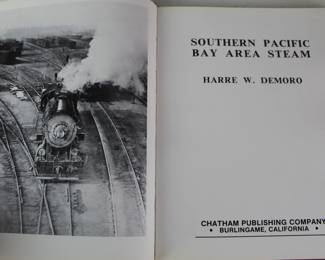 SOUTHERN PACIFIC
BAY AREA STEAM
HARRE W. DEMORO
CHATHAM PUBLISHING COMPANY
• BURLINGAME, CALIFORNIA •